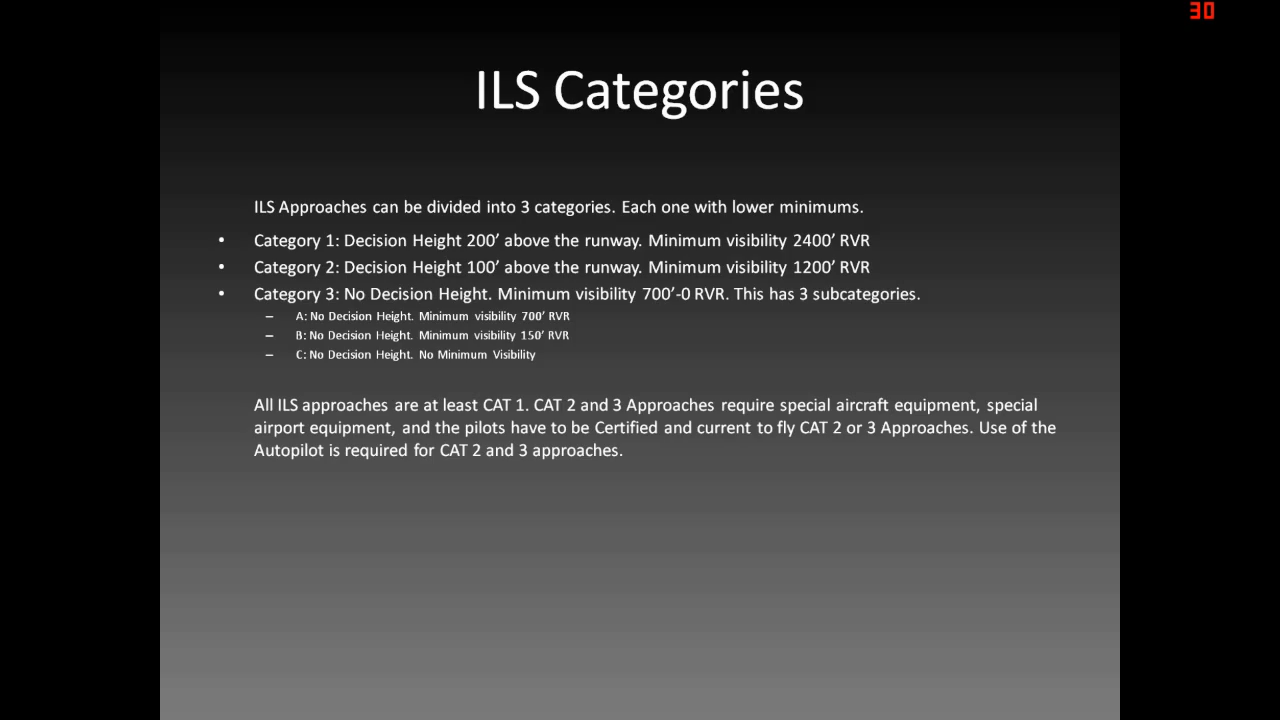 30
ILS Categories
ILS Approaches can be divided into 3 categories. Each one with lower minimums.
• Category 1: Decision Height 200’ above the runway. Minimum visibility 2400’ RVR
• Category 2: Decision Height 100’ above the runway. Minimum visibility 1200’ RVR
• Category 3: No Decision Height. Minimum visibility 700’-0 RVR. This has 3 subcategories.
– A: No Decision Height. Minimum visibility 700’ RVR
– B: No Decision Height. Minimum visibility 150’ RVR
– C: No Decision Height. No Minimum Visibility
All ILS approaches are at least CAT 1. CAT 2 and 3 Approaches require special aircraft equipment, special
airport equipment, and the pilots have to be Certified and current to fly CAT 2 or 3 Approaches. Use of the
Autopilot is required for CAT 2 and 3 approaches.